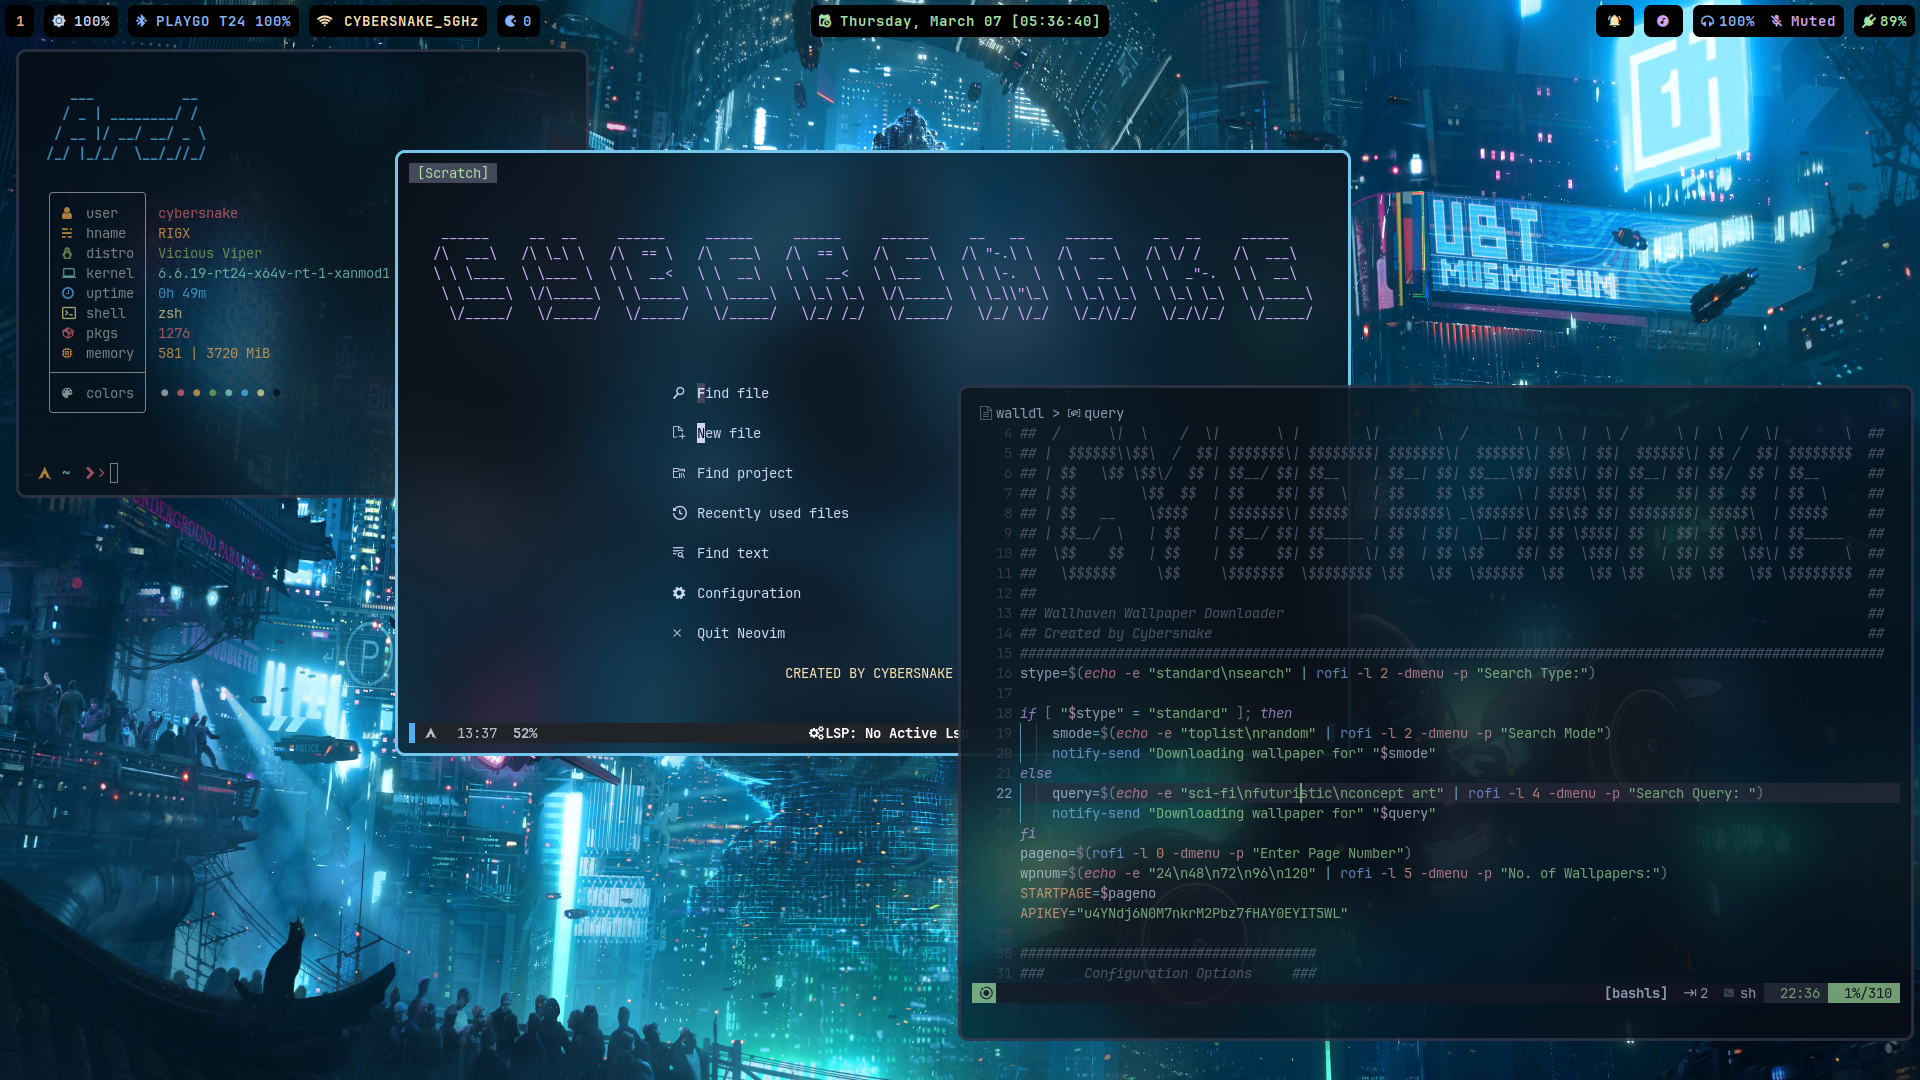 1 100% PLAYGO T24 100% CYBERSNAKE_5GHz 0 Thursday, March 07 [05:36:40] 100% Muted 89%
user cybersnake
hname RIGX
distro Vicious Viper
kernel 6.6.19-rt24-x64v-rt-1-xanmod1
uptime 0h 49m
shell zsh
pkgs 1276
memory 581 | 3720 MiB
colors
~
[Scratch]
CYBERSNAKE
Find file
New file
Find project
Recently used files
Find text
Configuration
Quit Neovim
CREATED BY CYBERSNAKE
13:37 52% LSP: No Active Ls
walldl > query
4 ##
5 ##
6 ##
7 ##
8 ##
9 ##
10 ##
11 ##
12 ## ##
13 ## Wallhaven Wallpaper Downloader ##
14 ## Created by Cybersnake ##
15 ############################################################################################################
16 stype=$(echo -e "standard\nsearch" | rofi -l 2 -dmenu -p "Search Type:")
17
18 if [ "$stype" = "standard" ]; then
19 smode=$(echo -e "toplist\nrandom" | rofi -l 2 -dmenu -p "Search Mode")
20 notify-send "Downloading wallpaper for" "$smode"
21 else
22 query=$(echo -e "sci-fi\nfuturistic\nconcept art" | rofi -l 4 -dmenu -p "Search Query: ")
23 notify-send "Downloading wallpaper for" "$query"
24 fi
pageno=$(rofi -l 0 -dmenu -p "Enter Page Number")
wpnum=$(echo -e "24\n48\n72\n96\n120" | rofi -l 5 -dmenu -p "No. of Wallpapers:")
STARTPAGE=$pageno
APIKEY="u4YNdj6N0M7nkrM2Pbz7fHAY0EYIT5WL"
29
30 #####################################
31 ### Configuration Options ###
[bashls] 2 sh 22:36 1%/310
UBT
MUSMUSEUM
UNDERGROUND PARADISE
BUBBLETEA
POLICE
P
1